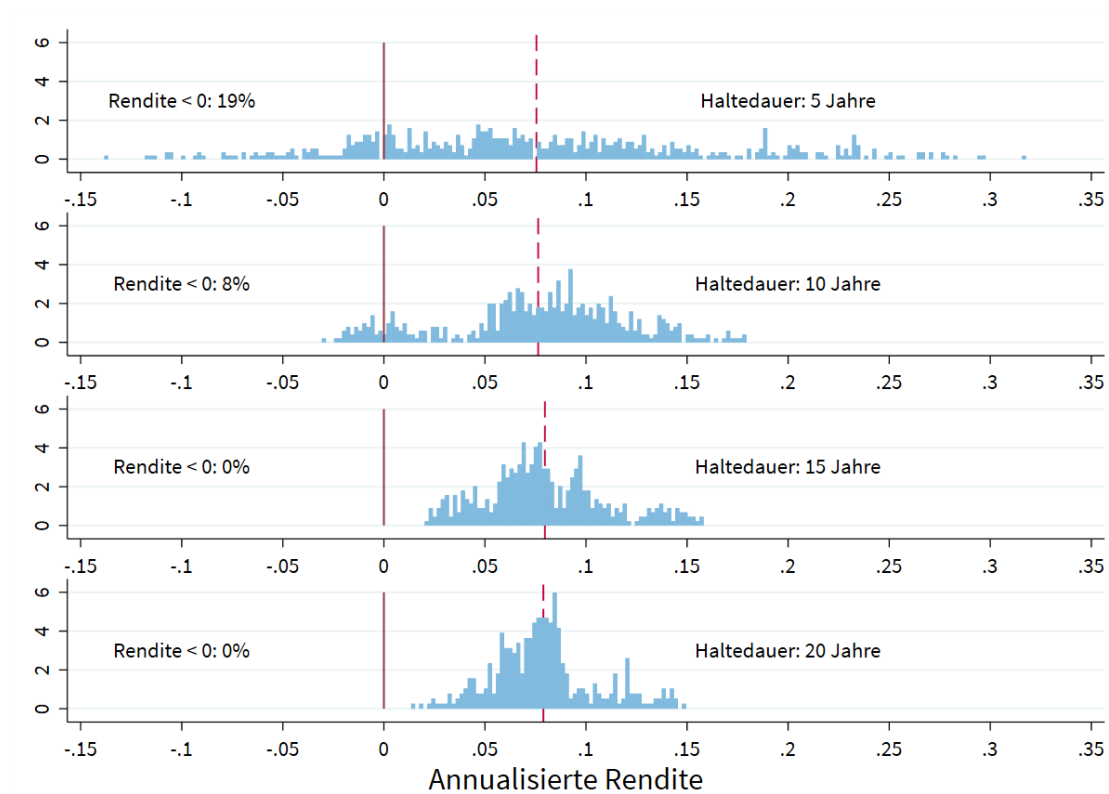 6
4
2
0
Rendite < 0: 19%
Haltedauer: 5 Jahre
-.15 -.1 -.05 0 .05 .1 .15 .2 .25 .3 .35
6
4
2
0
Rendite < 0: 8%
Haltedauer: 10 Jahre
-.15 -.1 -.05 0 .05 .1 .15 .2 .25 .3 .35
6
4
2
0
Rendite < 0: 0%
Haltedauer: 15 Jahre
-.15 -.1 -.05 0 .05 .1 .15 .2 .25 .3 .35
6
4
2
0
Rendite < 0: 0%
Haltedauer: 20 Jahre
-.15 -.1 -.05 0 .05 .1 .15 .2 .25 .3 .35
Annualisierte Rendite